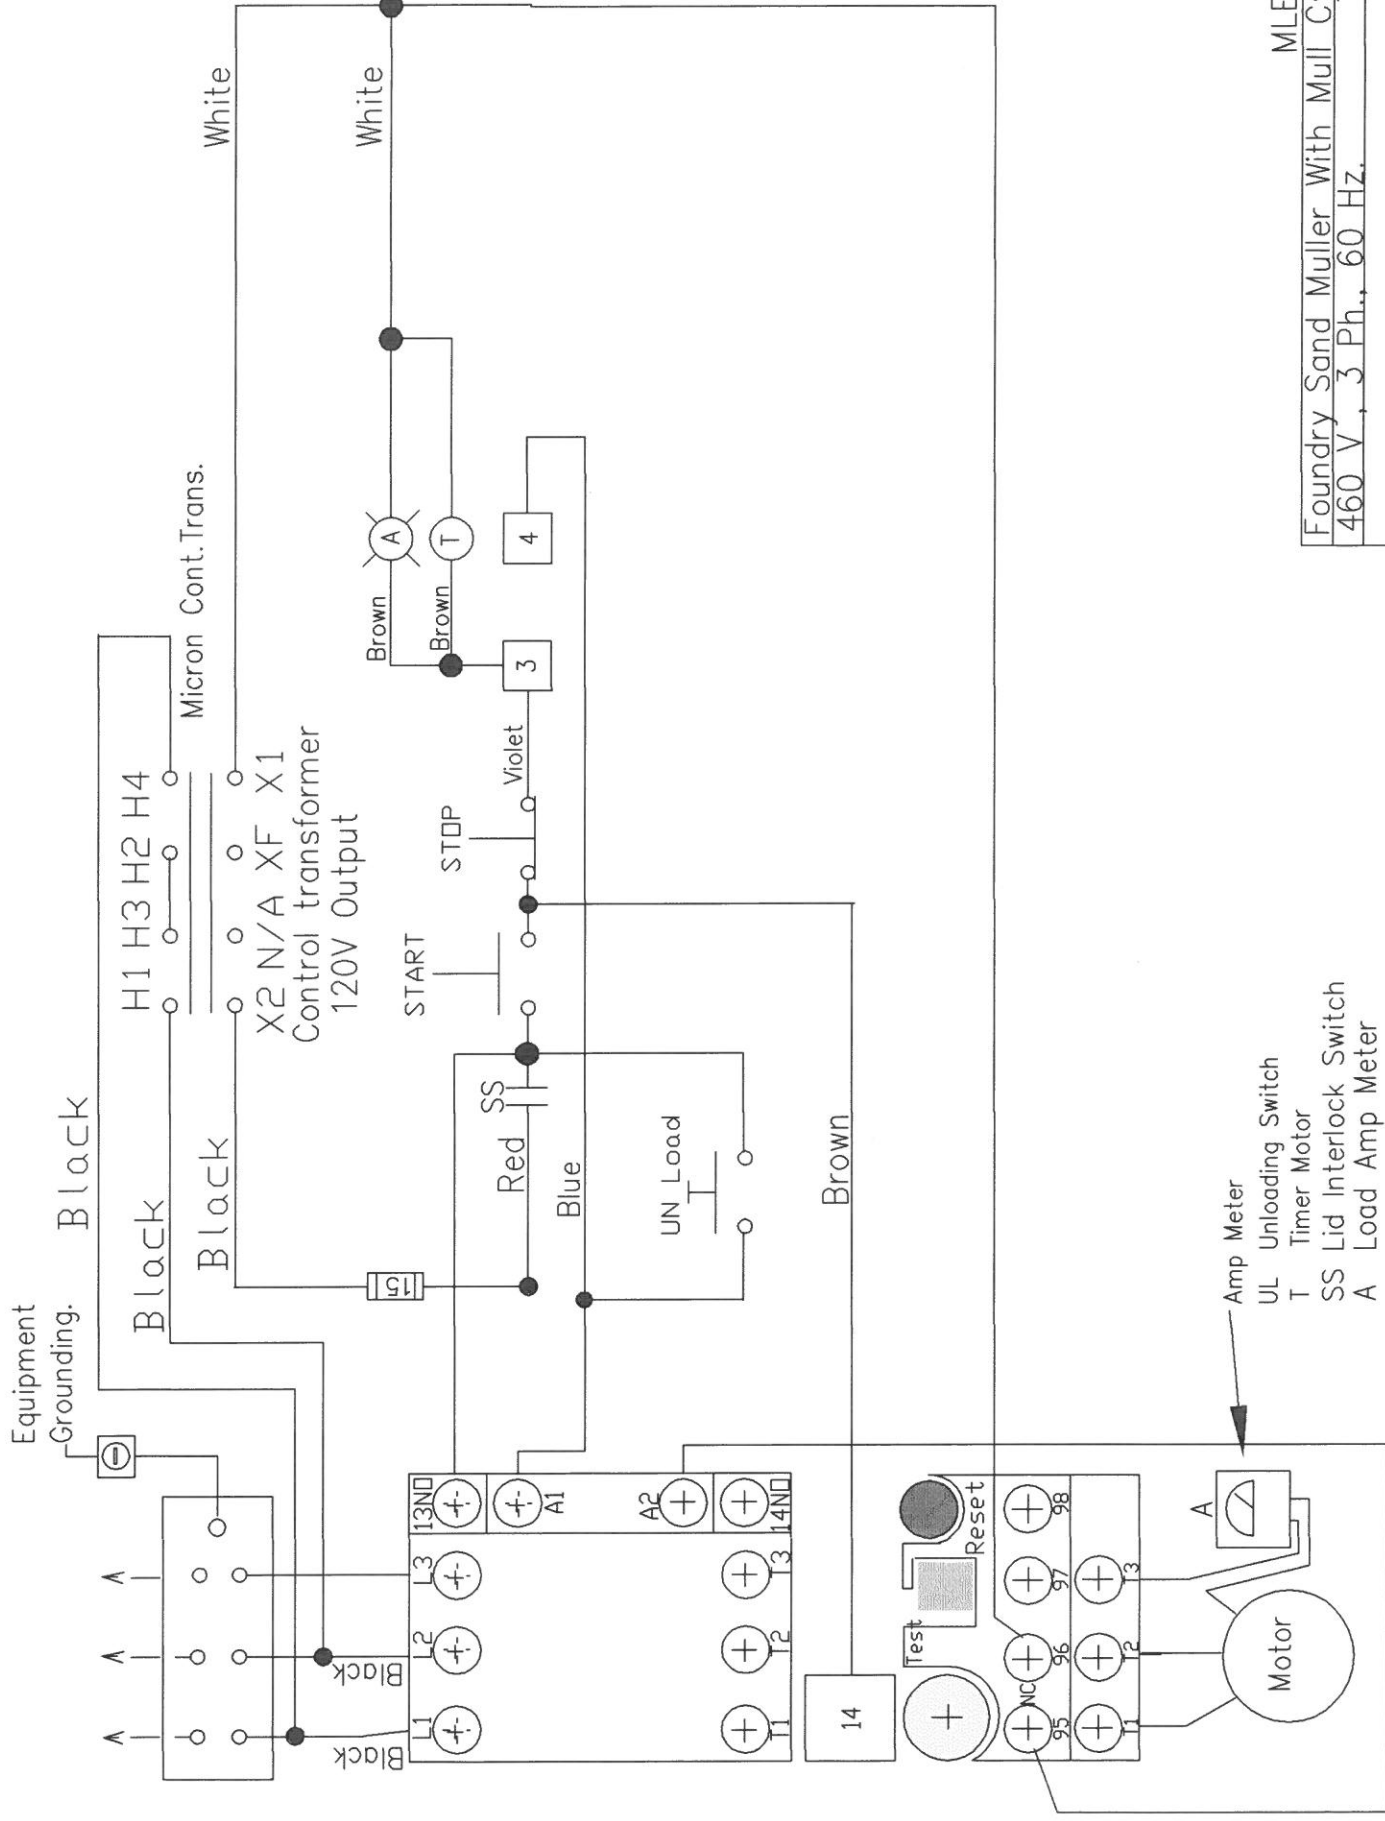 Equipment
Grounding.
Black
Black
Black
White
White
H1 H3 H2 H4
Micron Cont.Trans.
X2 N/A XF X1
Control transformer
120V Output
15
START
STOP
Violet
Brown
Brown
A
T
3
4
SS
Red
Blue
UN Load
Brown
Black
Black
L1
L2
L3
13NO
A1
A2
14NO
T1
T2
T3
14
Test
Reset
NC
95
96
97
98
T1
T2
T3
A
Motor
Amp Meter
UL Unloading Switch
T Timer Motor
SS Lid Interlock Switch
A Load Amp Meter
Foundry Sand Muller With Mull
460 V , 3 Ph., 60 Hz.